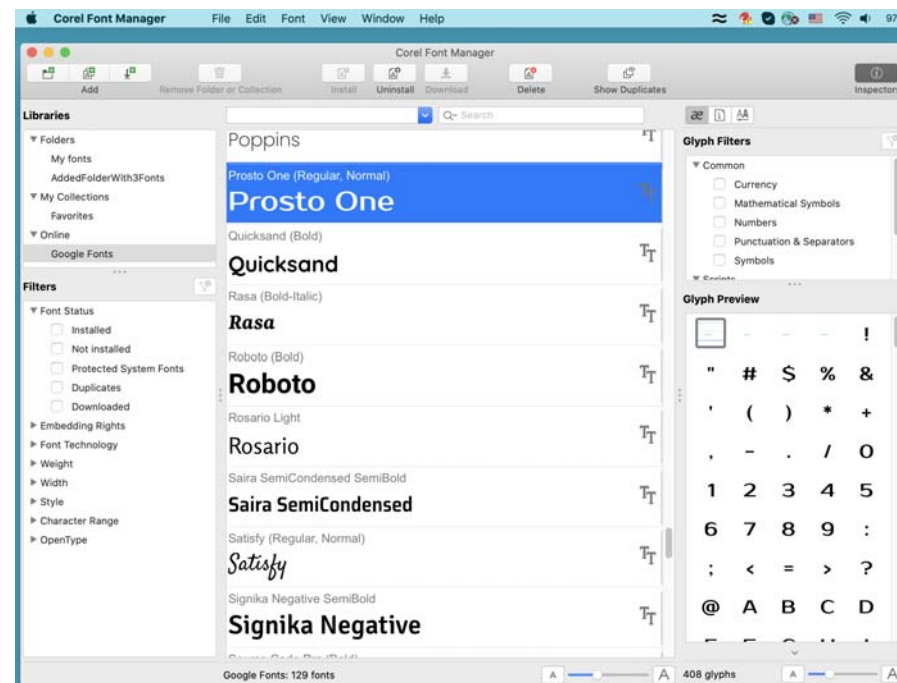 Corel Font Manager File Edit Font View Window Help
97
Corel Font Manager
Add Remove Folder or Collection Install Uninstall Download Delete Show Duplicates Inspectors
Libraries
Folders
My fonts
AddedFolderWith3Fonts
My Collections
Favorites
Online
Google Fonts
Filters
Font Status
Installed
Not installed
Protected System Fonts
Duplicates
Downloaded
Embedding Rights
Font Technology
Weight
Width
Style
Character Range
OpenType
Search
Poppins
Prosto One (Regular, Normal)
Prosto One
Quicksand (Bold)
Quicksand
Rasa (Bold-Italic)
Rasa
Roboto (Bold)
Roboto
Rosario Light
Rosario
Saira SemiCondensed SemiBold
Saira SemiCondensed
Satisfy (Regular, Normal)
Satisfy
Signika Negative SemiBold
Signika Negative
Google Fonts: 129 fonts
A A
Glyph Filters
Common
Currency
Mathematical Symbols
Numbers
Punctuation & Separators
Symbols
Scripts
Glyph Preview
!
" # $ % &
' ( ) * +
, - . / 0
1 2 3 4 5
6 7 8 9 :
; < = > ?
@ A B C D
408 glyphs A A